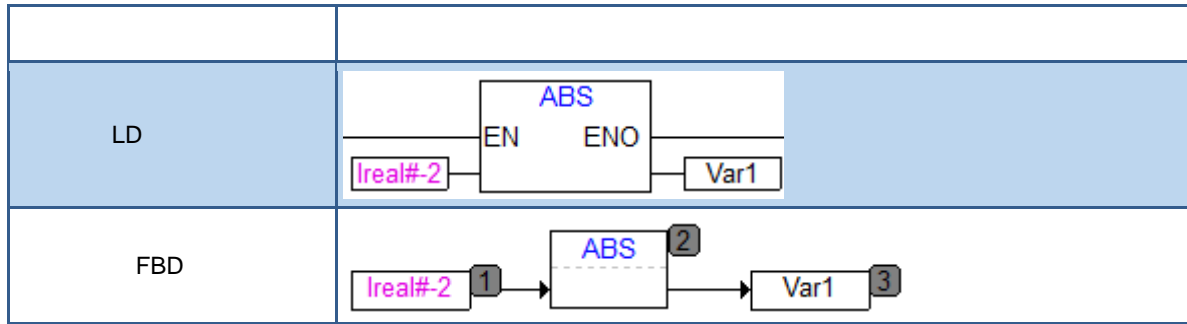 ABS
LD
EN ENO
lreal#-2 Var1
ABS 2
FBD
lreal#-2 1 Var1 3